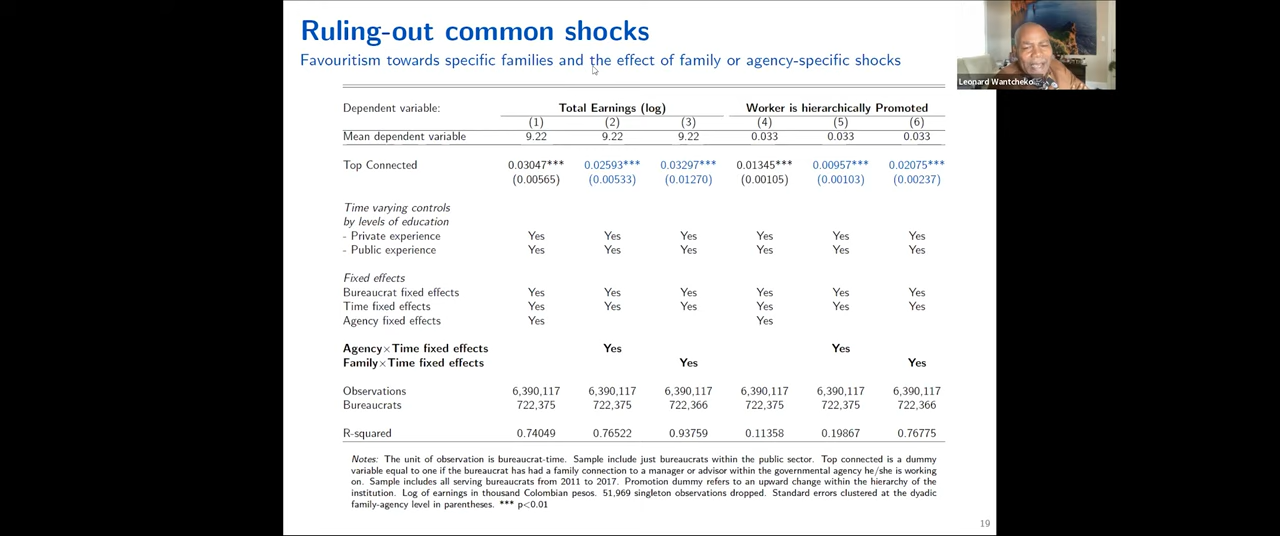 Ruling-out common shocks
Favouritism towards specific families and the effect of family or agency-specific shocks
Leonard Wantcheko...
Dependent variable: Total Earnings (log) Worker is hierarchically Promoted
(1) (2) (3) (4) (5) (6)
Mean dependent variable 9.22 9.22 9.22 0.033 0.033 0.033
Top Connected 0.03047*** 0.02593*** 0.03297*** 0.01345*** 0.00957*** 0.02075***
(0.00565) (0.00533) (0.01270) (0.00105) (0.00103) (0.00237)
Time varying controls
by levels of education
- Private experience Yes Yes Yes Yes Yes Yes
- Public experience Yes Yes Yes Yes Yes Yes
Fixed effects
Bureaucrat fixed effects Yes Yes Yes Yes Yes Yes
Time fixed effects Yes Yes Yes Yes Yes Yes
Agency fixed effects Yes Yes
Agency×Time fixed effects Yes Yes
Family×Time fixed effects Yes Yes
Observations 6,390,117 6,390,117 6,390,117 6,390,117 6,390,117 6,390,117
Bureaucrats 722,375 722,375 722,366 722,375 722,375 722,366
R-squared 0.74049 0.76522 0.93759 0.11358 0.19867 0.76775
Notes: The unit of observation is bureaucrat-time. Sample include just bureaucrats within the public sector. Top connected is a dummy
variable equal to one if the bureaucrat has had a family connection to a manager or advisor within the governmental agency he/she is working
on. Sample includes all serving bureaucrats from 2011 to 2017. Promotion dummy refers to an upward change within the hierarchy of the
institution. Log of earnings in thousand Colombian pesos. 51,969 singleton observations dropped. Standard errors clustered at the dyadic
family-agency level in parentheses. *** p<0.01
19